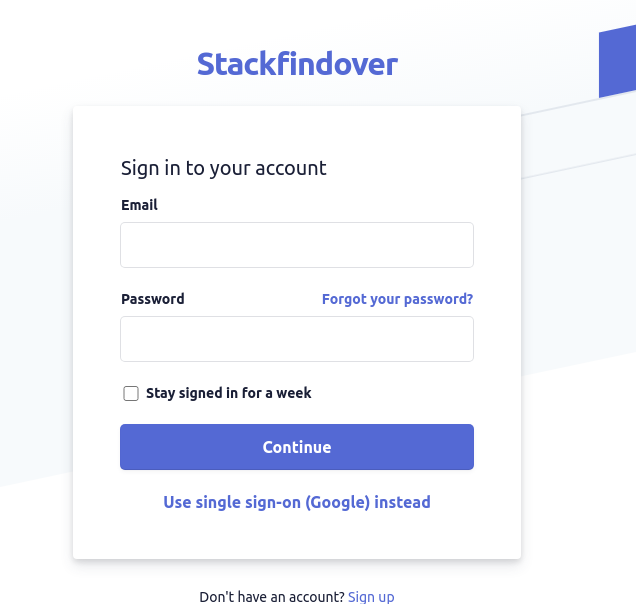 Stackfindover
Sign in to your account
Email
Password Forgot your password?
Stay signed in for a week
Continue
Use single sign-on (Google) instead
Don't have an account? Sign up